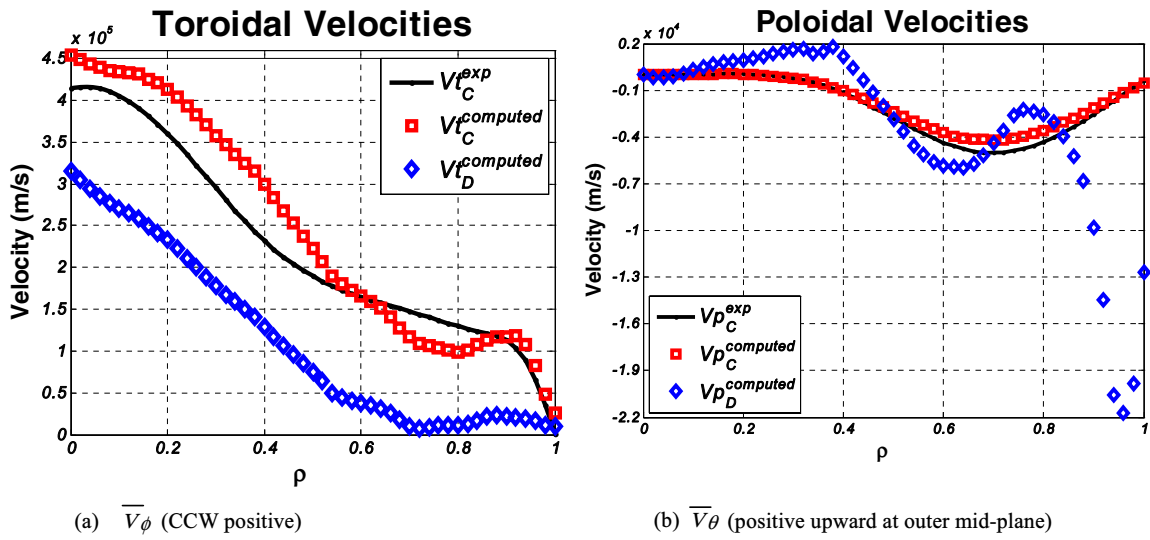 Toroidal Velocities
x 10⁵
4.5
4
3.5
3
2.5
2
1.5
1
0.5
0
Velocity (m/s)
0 0.2 0.4 0.6 0.8 1
ρ
Vt_C^exp
Vt_C^computed
Vt_D^computed
(a) V̅ϕ (CCW positive)
Poloidal Velocities
x 10⁴
0.2
-0.1
-0.4
-0.7
-1
-1.3
-1.6
-1.9
-2.2
Velocity (m/s)
0 0.2 0.4 0.6 0.8 1
ρ
Vp_C^exp
Vp_C^computed
Vp_D^computed
(b) V̅θ (positive upward at outer mid-plane)